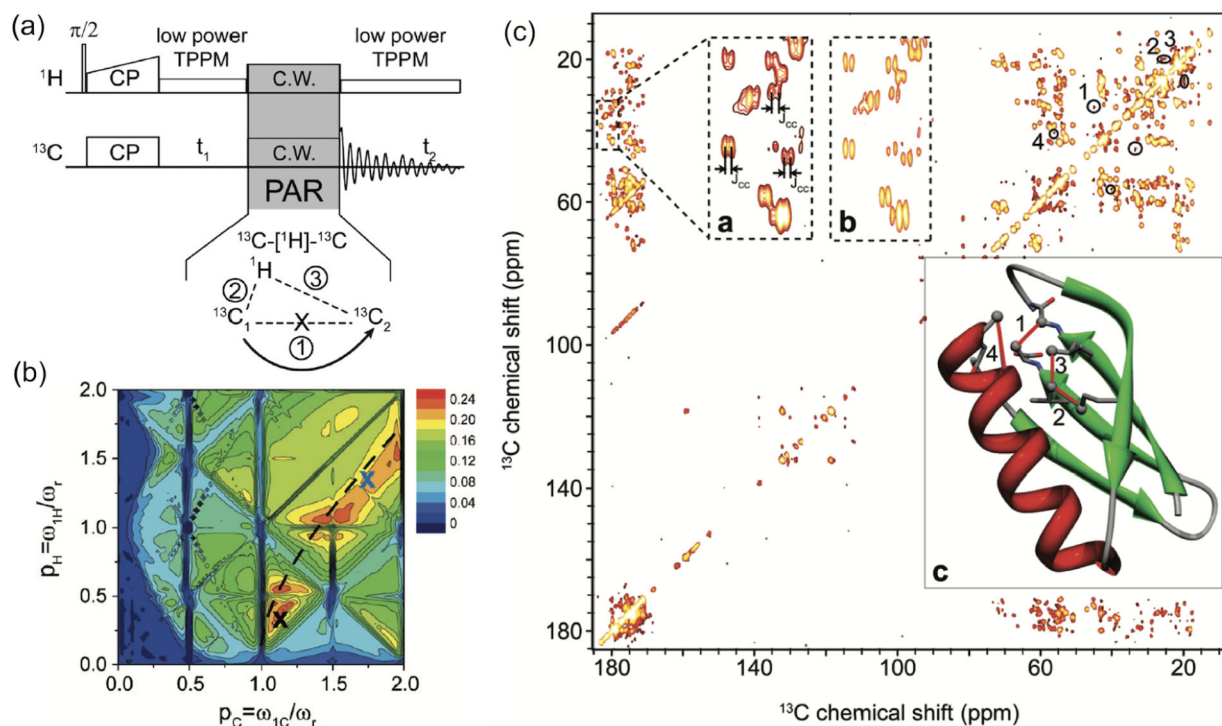 (a)
π/2
low power
TPPM
low power
TPPM
¹H
CP
C.W.
¹³C
CP
t₁
C.W.
t₂
PAR
¹³C-[¹H]-¹³C
¹H
② ③
¹³C₁ X ¹³C₂
①
(b)
2.0
1.5
1.0
0.5
0.0
p_H=ω_1H/ω_r
0.0 0.5 1.0 1.5 2.0
p_C=ω_1C/ω_r
X
X
0.24
0.20
0.16
0.12
0.08
0.04
0
(c)
20
60
100
140
180
¹³C chemical shift (ppm)
180 140 100 60 20
¹³C chemical shift (ppm)
J_CC
J_CC
J_CC
a
b
3
2
1
4
1
4
3
2
c